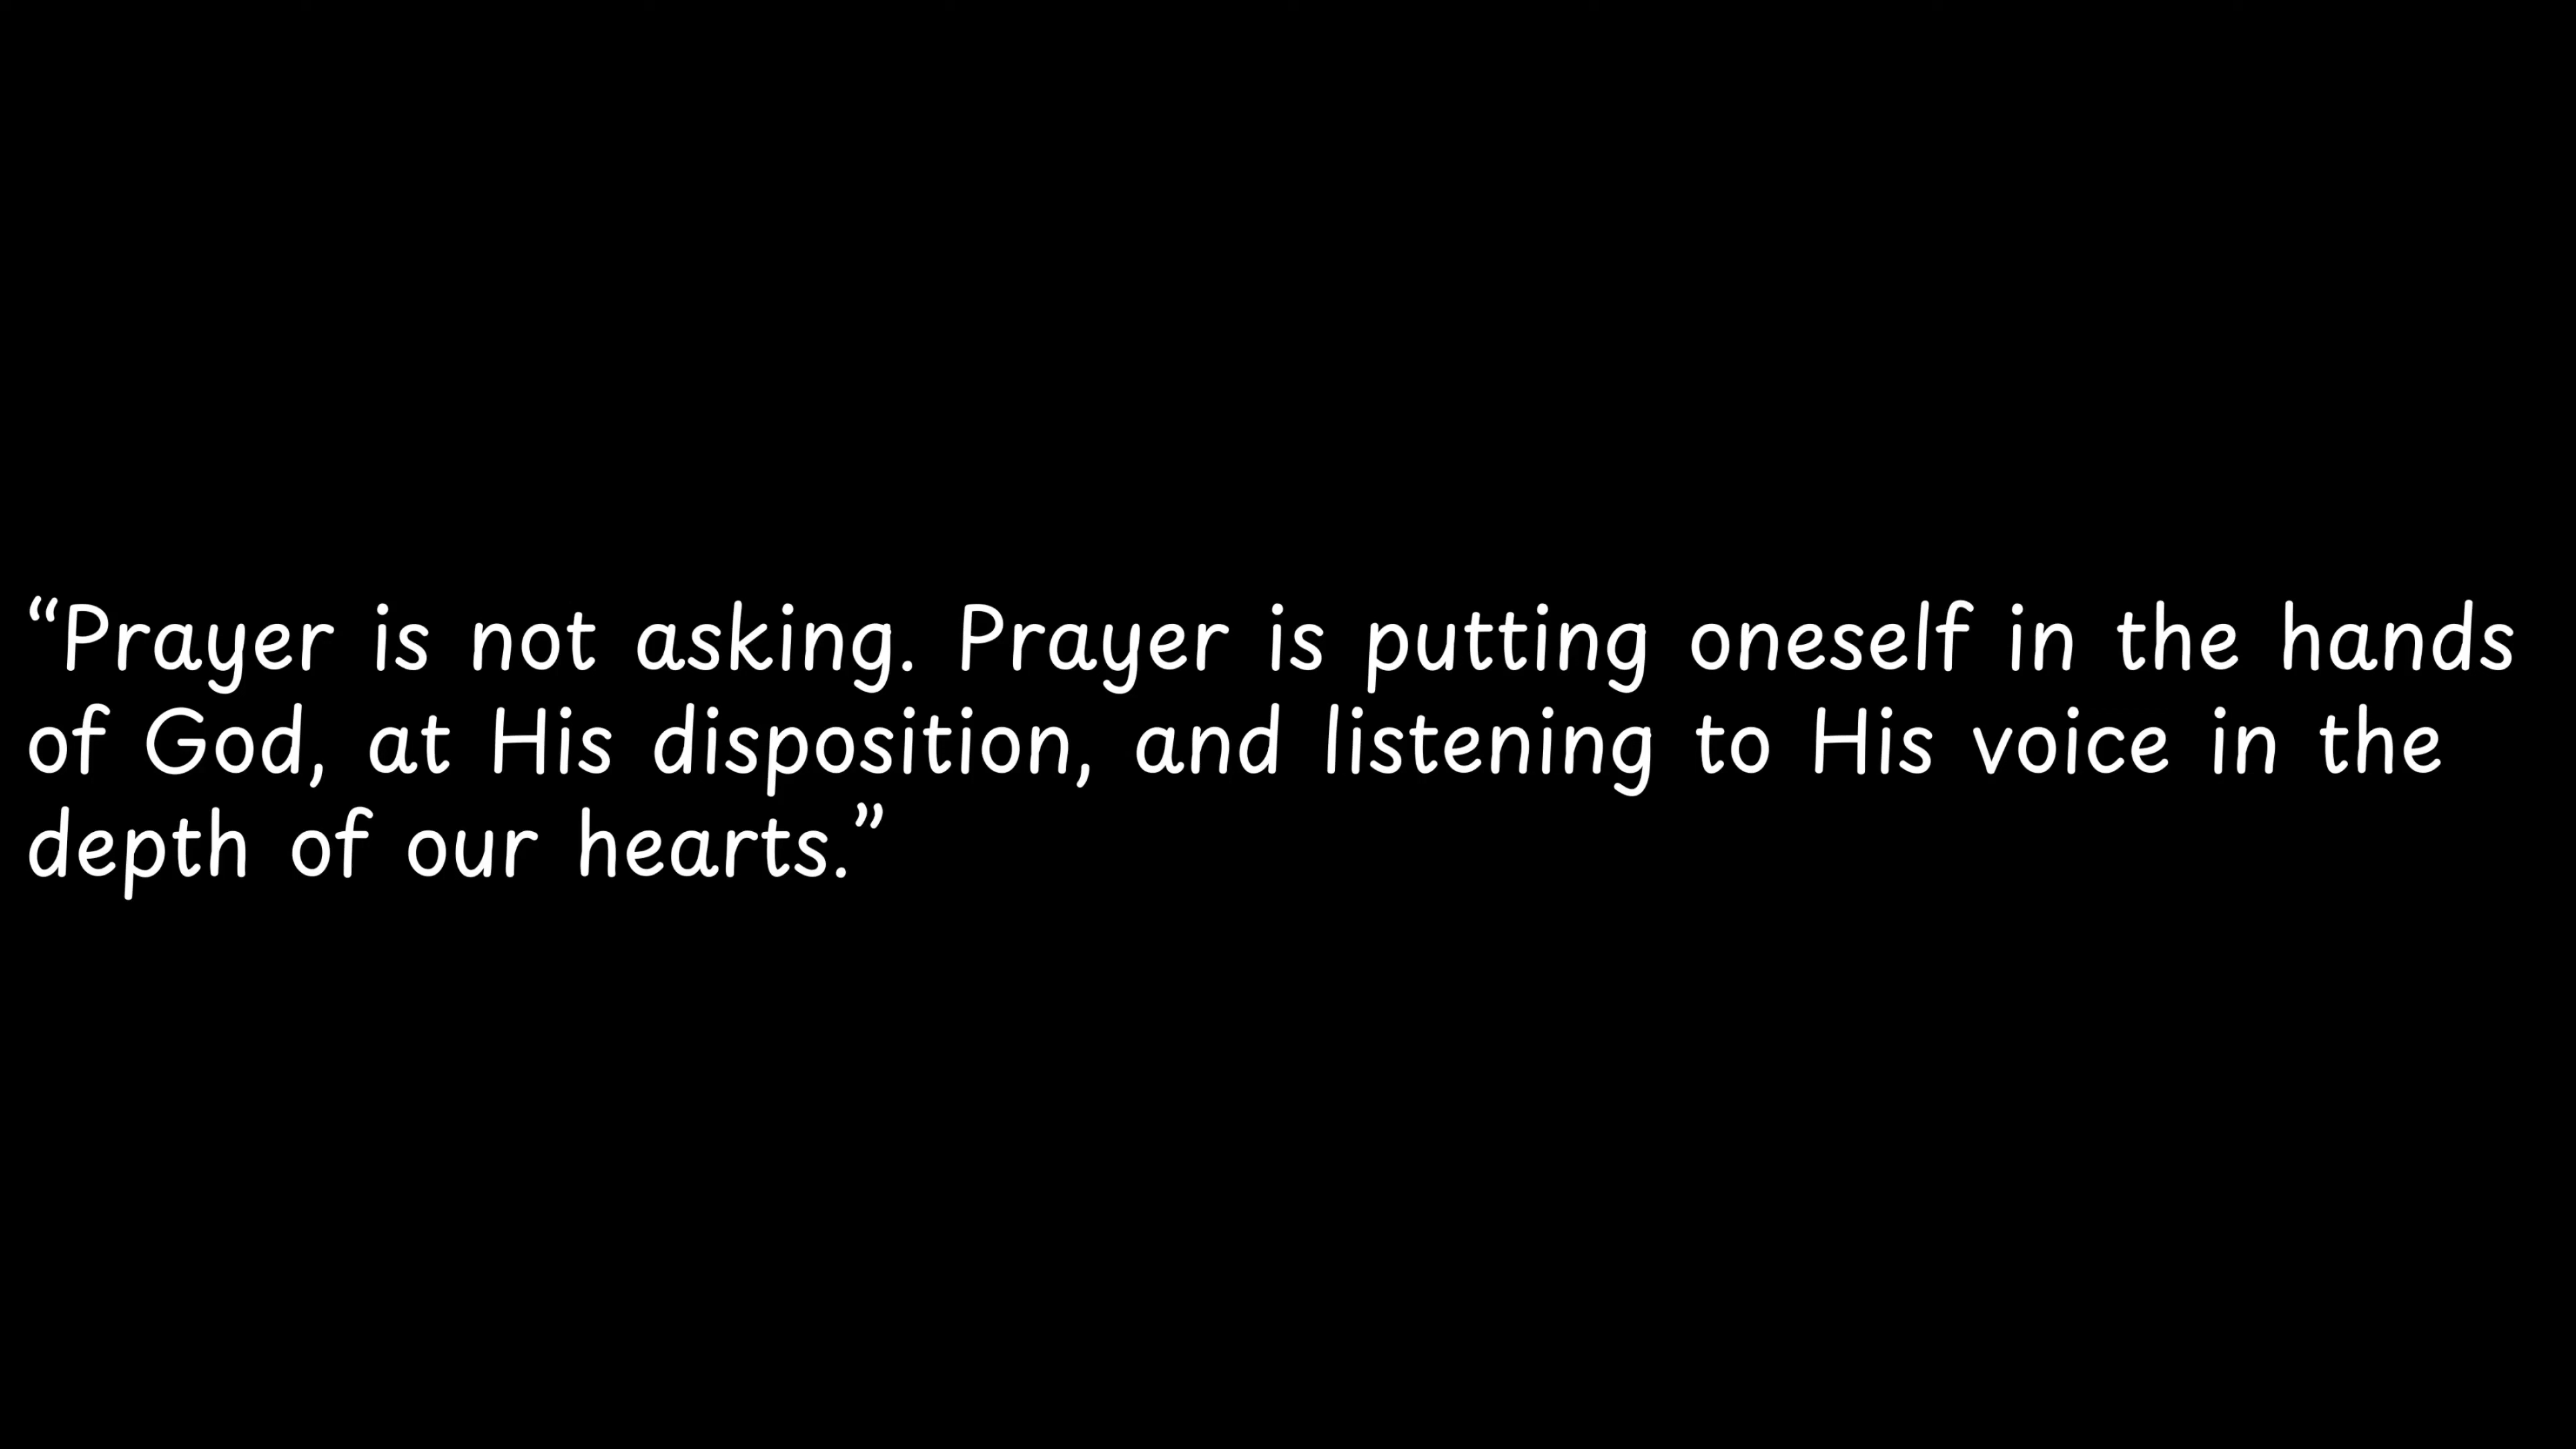 “Prayer is not asking. Prayer is putting oneself in the hands
of God, at His disposition, and listening to His voice in the
depth of our hearts.”